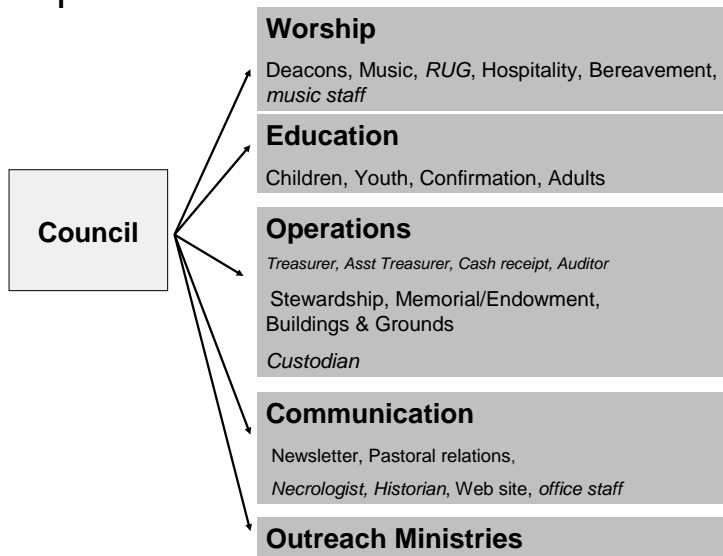 Worship
Deacons, Music, RUG, Hospitality, Bereavement,
music staff
Education
Children, Youth, Confirmation, Adults
Council
Operations
Treasurer, Asst Treasurer, Cash receipt, Auditor
Stewardship, Memorial/Endowment,
Buildings & Grounds
Custodian
Communication
Newsletter, Pastoral relations,
Necrologist, Historian, Web site, office staff
Outreach Ministries